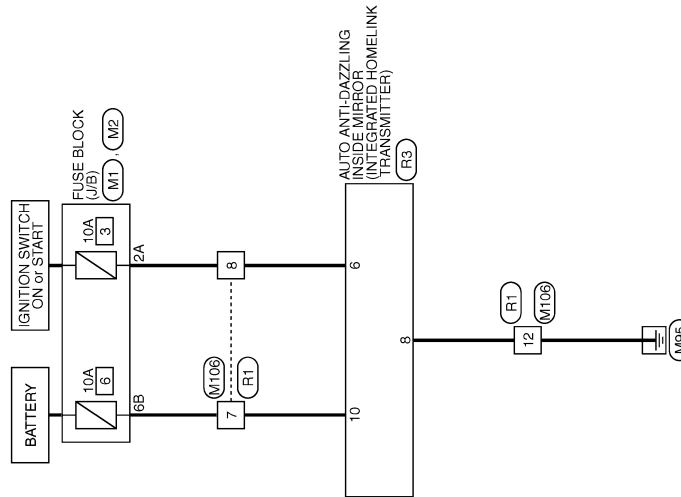 BATTERY
IGNITION SWITCH
ON or START
10A
6
10A
3
FUSE BLOCK
(J/B)
M1 , M2
6B
2A
M106
7
R1
8
10
6
AUTO ANTI-DAZZLING
INSIDE MIRROR
(INTEGRATED HOMELINK
TRANSMITTER)
R3
8
R1
12
M106
M95